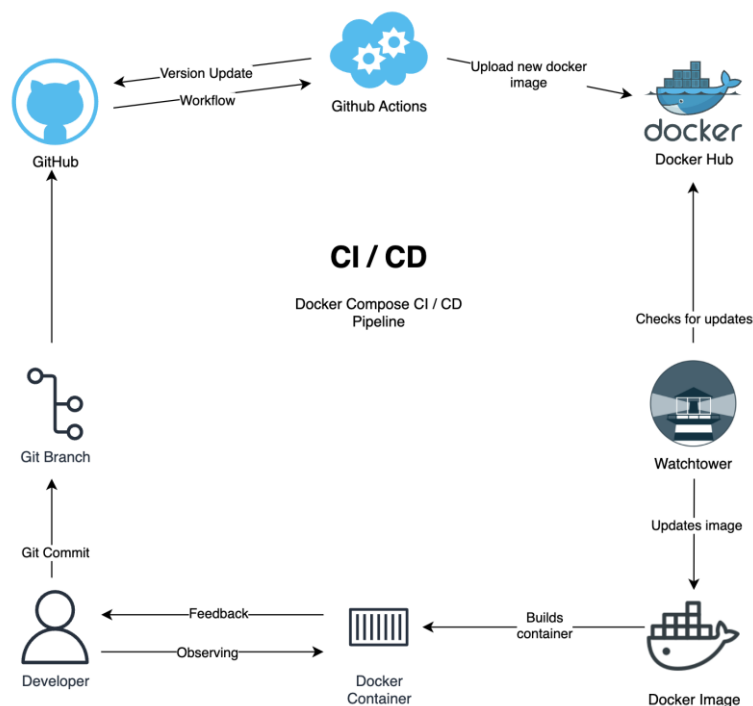 Version Update
Workflow
Github Actions
Upload new docker
image
GitHub
docker
Docker Hub
CI / CD
Docker Compose CI / CD
Pipeline
Checks for updates
Git Branch
Watchtower
Updates image
Git Commit
Feedback
Observing
Builds
container
Developer
Docker
Container
Docker Image